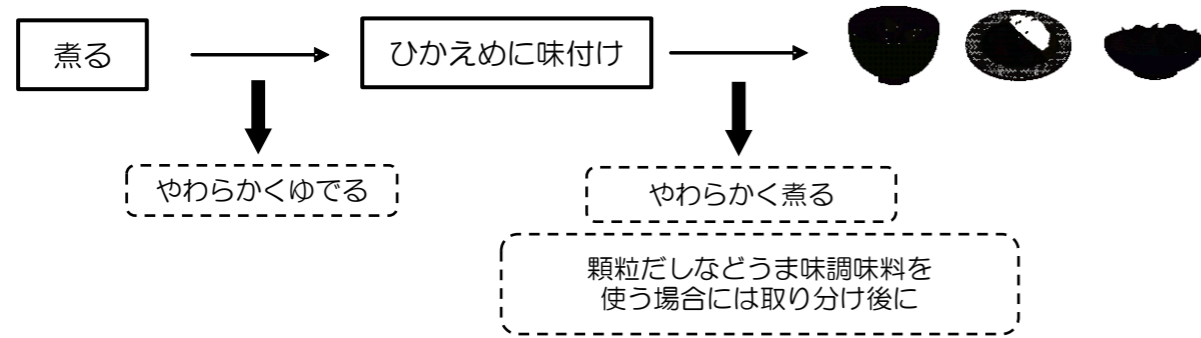 煮る
ひかえめに味付け
やわらかくゆでる
やわらかく煮る
顆粒だしなどうま味調味料を
使う場合には取り分け後に